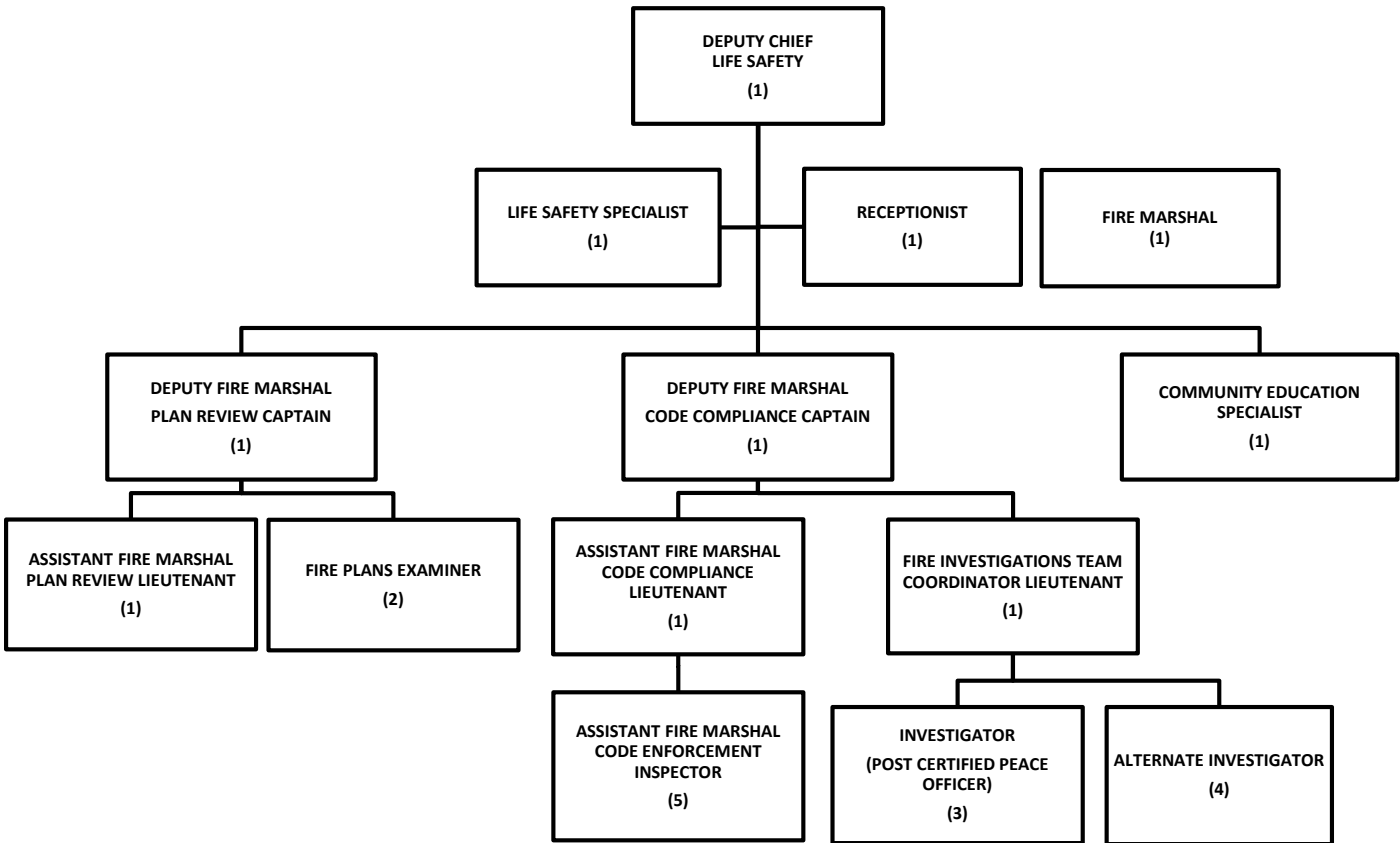 DEPUTY CHIEF
LIFE SAFETY
(1)
LIFE SAFETY SPECIALIST
(1)
RECEPTIONIST
(1)
FIRE MARSHAL
(1)
DEPUTY FIRE MARSHAL
PLAN REVIEW CAPTAIN
(1)
DEPUTY FIRE MARSHAL
CODE COMPLIANCE CAPTAIN
(1)
COMMUNITY EDUCATION
SPECIALIST
(1)
ASSISTANT FIRE MARSHAL
PLAN REVIEW LIEUTENANT
(1)
FIRE PLANS EXAMINER
(2)
ASSISTANT FIRE MARSHAL
CODE COMPLIANCE
LIEUTENANT
(1)
FIRE INVESTIGATIONS TEAM
COORDINATOR LIEUTENANT
(1)
ASSISTANT FIRE MARSHAL
CODE ENFORCEMENT
INSPECTOR
(5)
INVESTIGATOR
(POST CERTIFIED PEACE
OFFICER)
(3)
ALTERNATE INVESTIGATOR
(4)